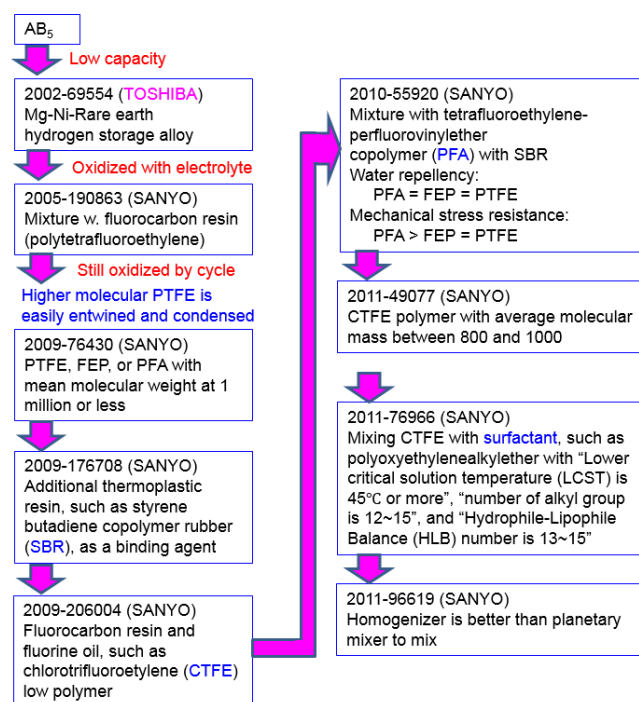 AB5
Low capacity
2002-69554 (TOSHIBA)
Mg-Ni-Rare earth
hydrogen storage alloy
Oxidized with electrolyte
2005-190863 (SANYO)
Mixture w. fluorocarbon resin
(polytetrafluoroethylene)
Still oxidized by cycle
Higher molecular PTFE is
easily entwined and condensed
2009-76430 (SANYO)
PTFE, FEP, or PFA with
mean molecular weight at 1
million or less
2009-176708 (SANYO)
Additional thermoplastic
resin, such as styrene
butadiene copolymer rubber
(SBR), as a binding agent
2009-206004 (SANYO)
Fluorocarbon resin and
fluorine oil, such as
chlorotrifluoroetylene (CTFE)
low polymer
2010-55920 (SANYO)
Mixture with tetrafluoroethylene-
perfluorovinylether
copolymer (PFA) with SBR
Water repellency:
PFA = FEP = PTFE
Mechanical stress resistance:
PFA > FEP = PTFE
2011-49077 (SANYO)
CTFE polymer with average molecular
mass between 800 and 1000
2011-76966 (SANYO)
Mixing CTFE with surfactant, such as
polyoxyethylenealkylether with “Lower
critical solution temperature (LCST) is
45℃ or more”, “number of alkyl group
is 12~15”, and “Hydrophile-Lipophile
Balance (HLB) number is 13~15”
2011-96619 (SANYO)
Homogenizer is better than planetary
mixer to mix